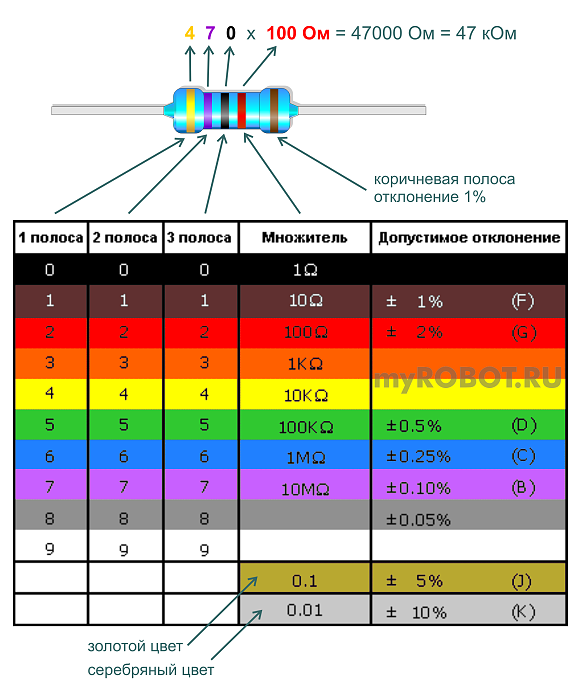 4 7 0 x 100 Ом = 47000 Ом = 47 кОм
коричневая полоса
отклонение 1%
1 полоса 2 полоса 3 полоса Множитель Допустимое отклонение
0 0 0 1Ω
1 1 1 10Ω ± 1% (F)
2 2 2 100Ω ± 2% (G)
3 3 3 1KΩ
myROBOT.RU
4 4 4 10KΩ
5 5 5 100KΩ ±0.5% (D)
6 6 6 1MΩ ±0.25% (C)
7 7 7 10MΩ ±0.10% (B)
8 8 8 ±0.05%
9 9 9
0.1 ± 5% (J)
0.01 ± 10% (K)
золотой цвет
серебряный цвет